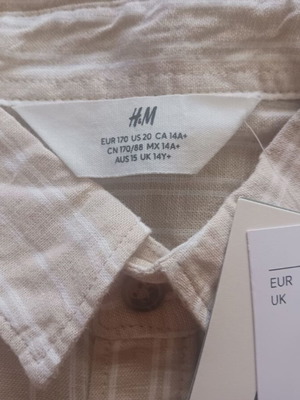 H&M
EUR 170 US 20 CA 14A+
CN 170/88 MX 14A+
AUS 15 UK 14Y+
EUR
UK